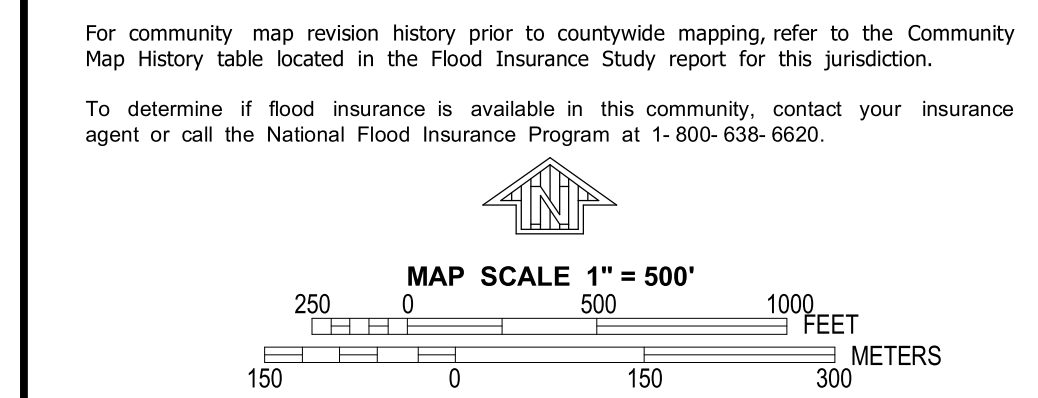 For community map revision history prior to countywide mapping, refer to the Community
Map History table located in the Flood Insurance Study report for this jurisdiction.
To determine if flood insurance is available in this community, contact your insurance
agent or call the National Flood Insurance Program at 1- 800- 638- 6620.
N
MAP SCALE 1" = 500'
250 0 500 1000
FEET
METERS
150 0 150 300